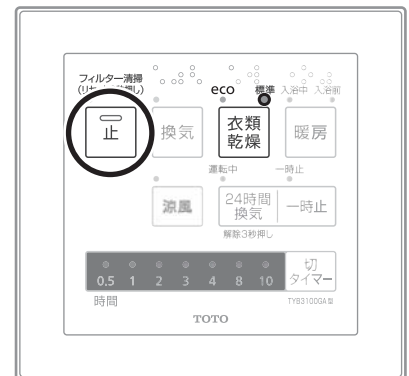 フィルター清掃
eco 標準 入浴中 入浴前
止 換気 衣類乾燥 暖房
運転中 一時止
涼風 24時間換気 一時止
解除3秒押し
0.5 1 2 3 4 8 10 切タイマー
時間 TYB3100GA型
TOTO